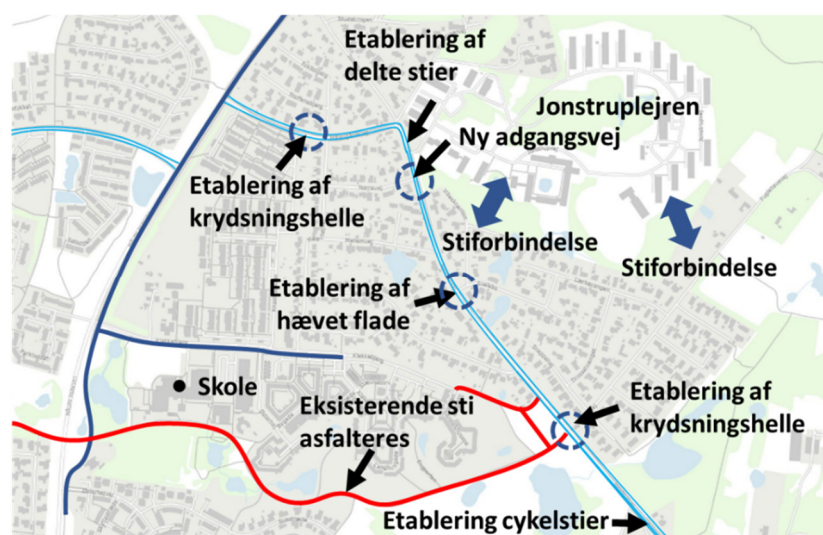 Etablering af
delte stier
Jonstruplejren
Ny adgangsvej
Etablering af
krydsningshelle
Stiforbindelse
Stiforbindelse
Etablering af
hævet flade
Skole
Eksisterende sti
asfalteres
Etablering af
krydsningshelle
Etablering cykelstier